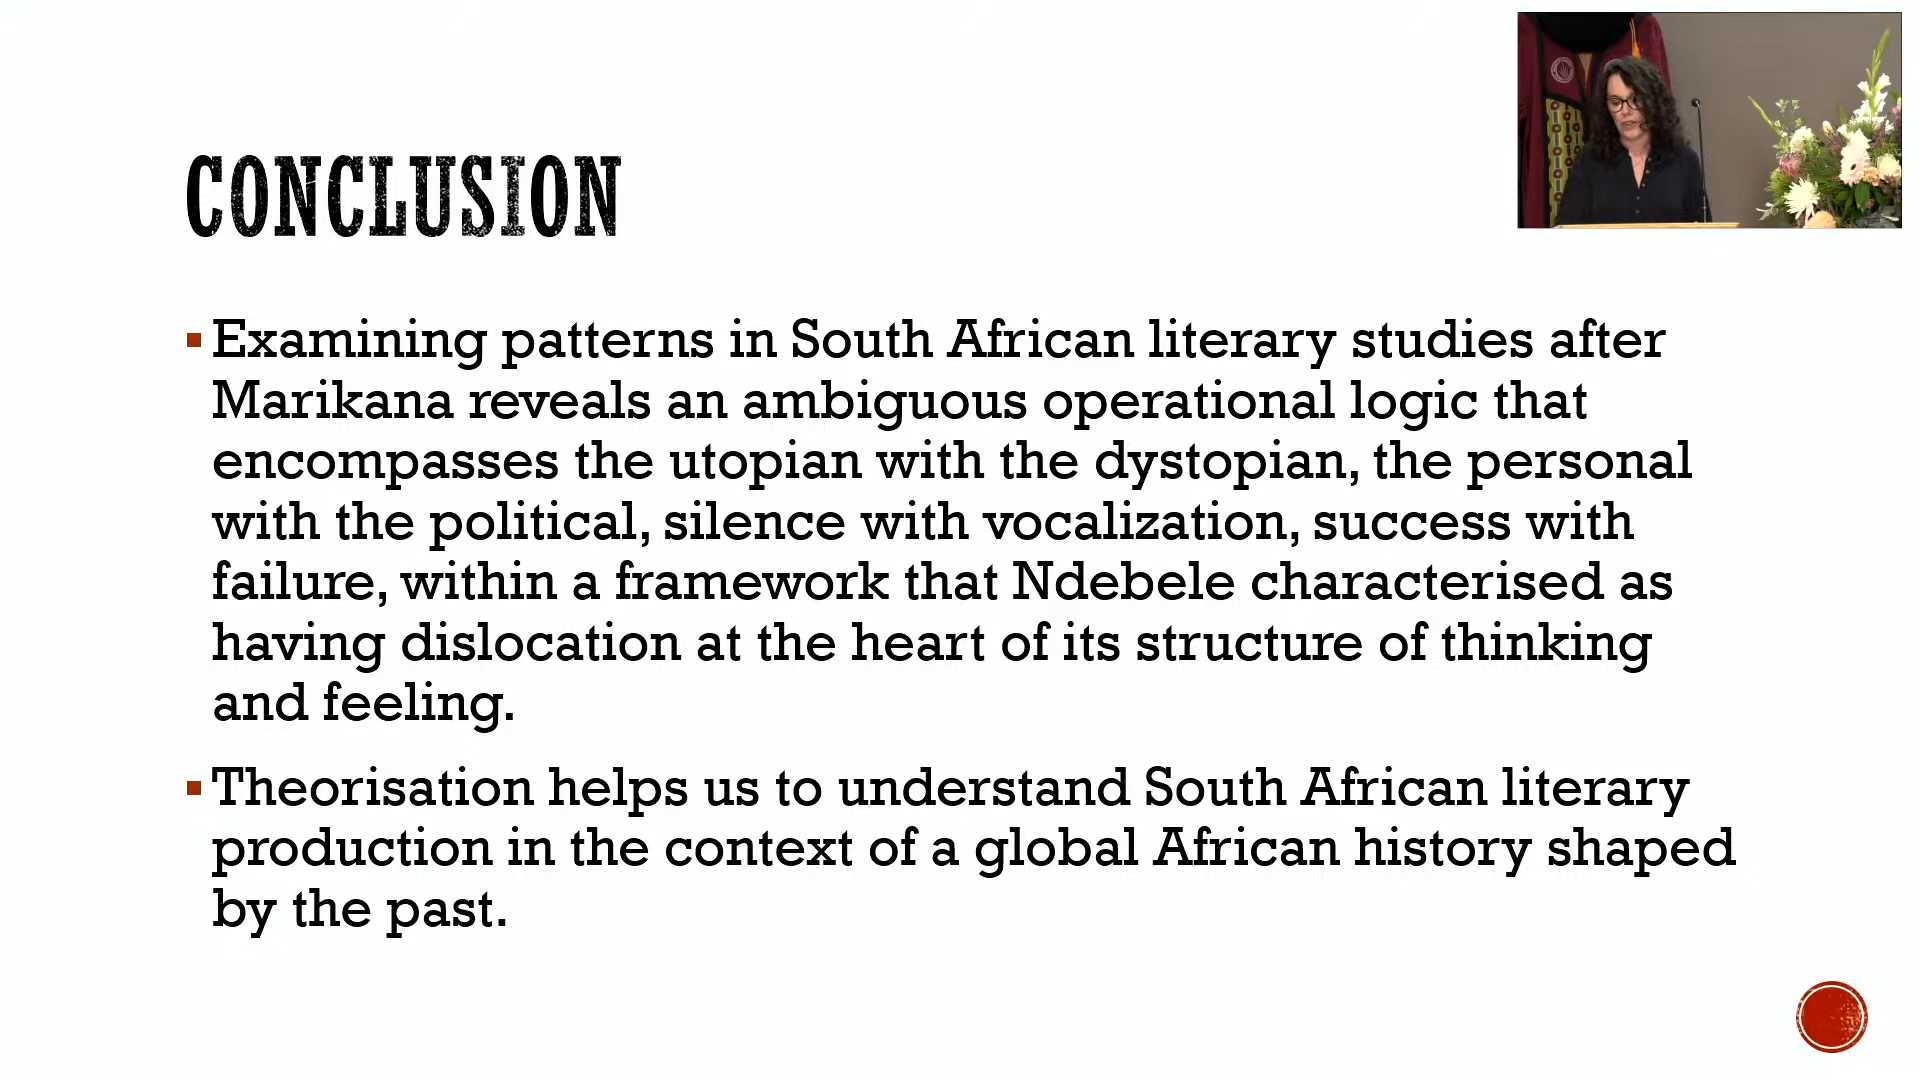 CONCLUSION
Examining patterns in South African literary studies after
Marikana reveals an ambiguous operational logic that
encompasses the utopian with the dystopian, the personal
with the political, silence with vocalization, success with
failure, within a framework that Ndebele characterised as
having dislocation at the heart of its structure of thinking
and feeling.
Theorisation helps us to understand South African literary
production in the context of a global African history shaped
by the past.